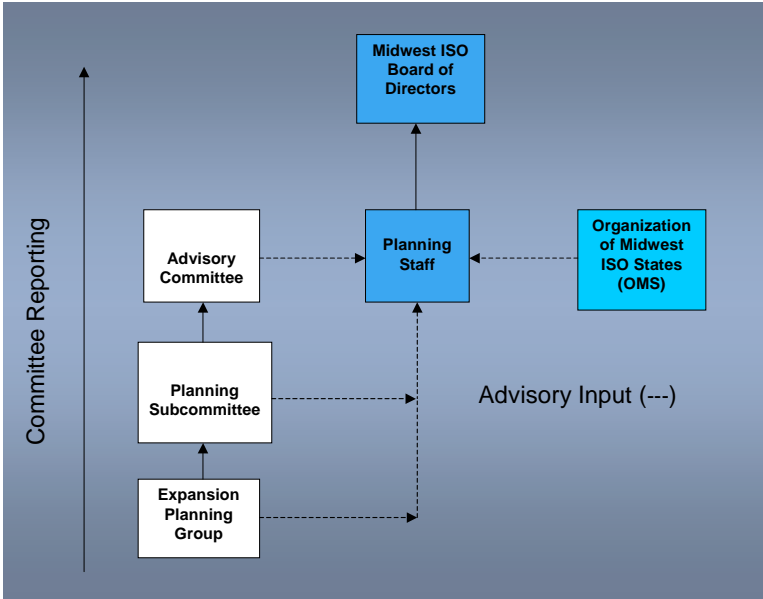 Midwest ISO
Board of
Directors
Committee Reporting
Advisory
Committee
Planning
Staff
Organization
of Midwest
ISO States
(OMS)
Planning
Subcommittee
Advisory Input (---)
Expansion
Planning
Group